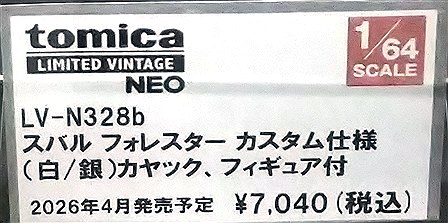 tomica
LIMITED VINTAGE
NEO
1/64
SCALE
LV-N328b
スバル フォレスター カスタム仕様
(白/銀)カヤック、フィギュア付
2026年4月発売予定 ¥7,040(税込)